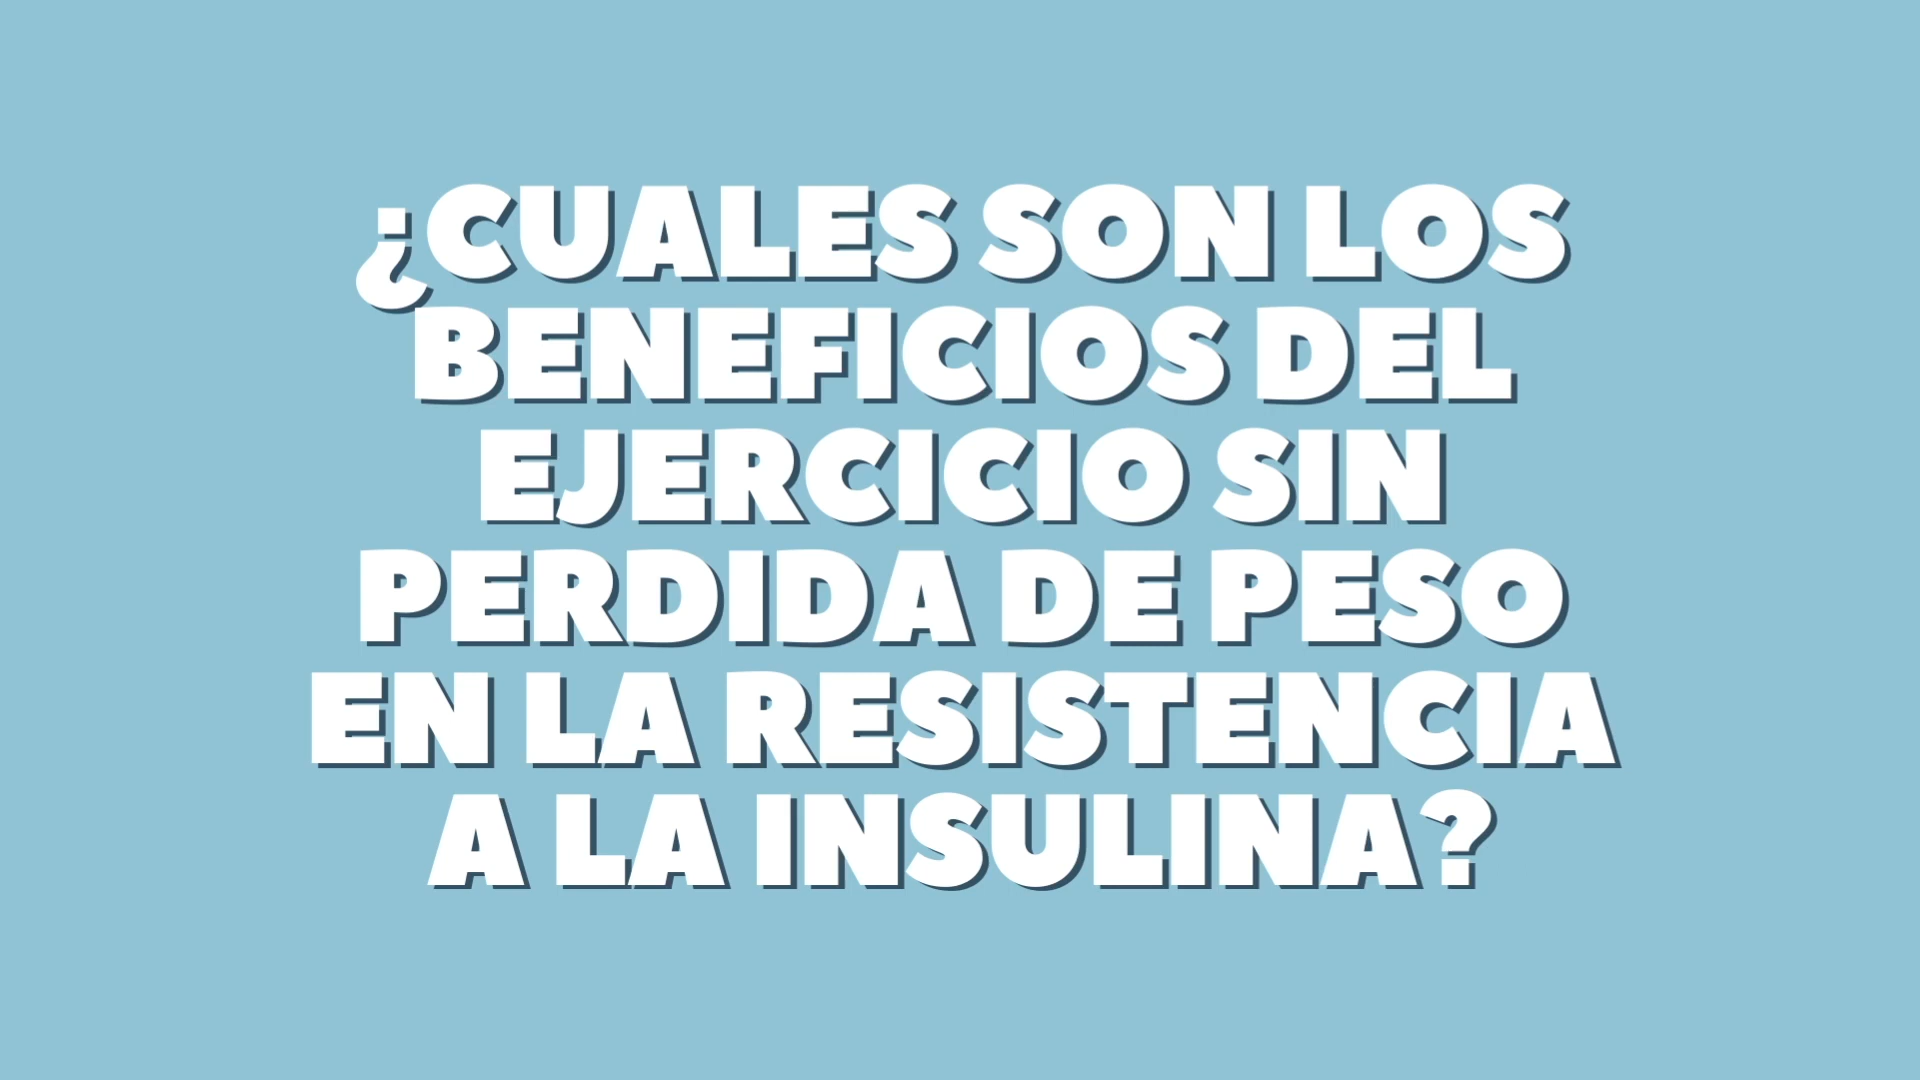 ¿CUALES SON LOS
BENEFICIOS DEL
EJERCICIO SIN
PERDIDA DE PESO
EN LA RESISTENCIA
A LA INSULINA?